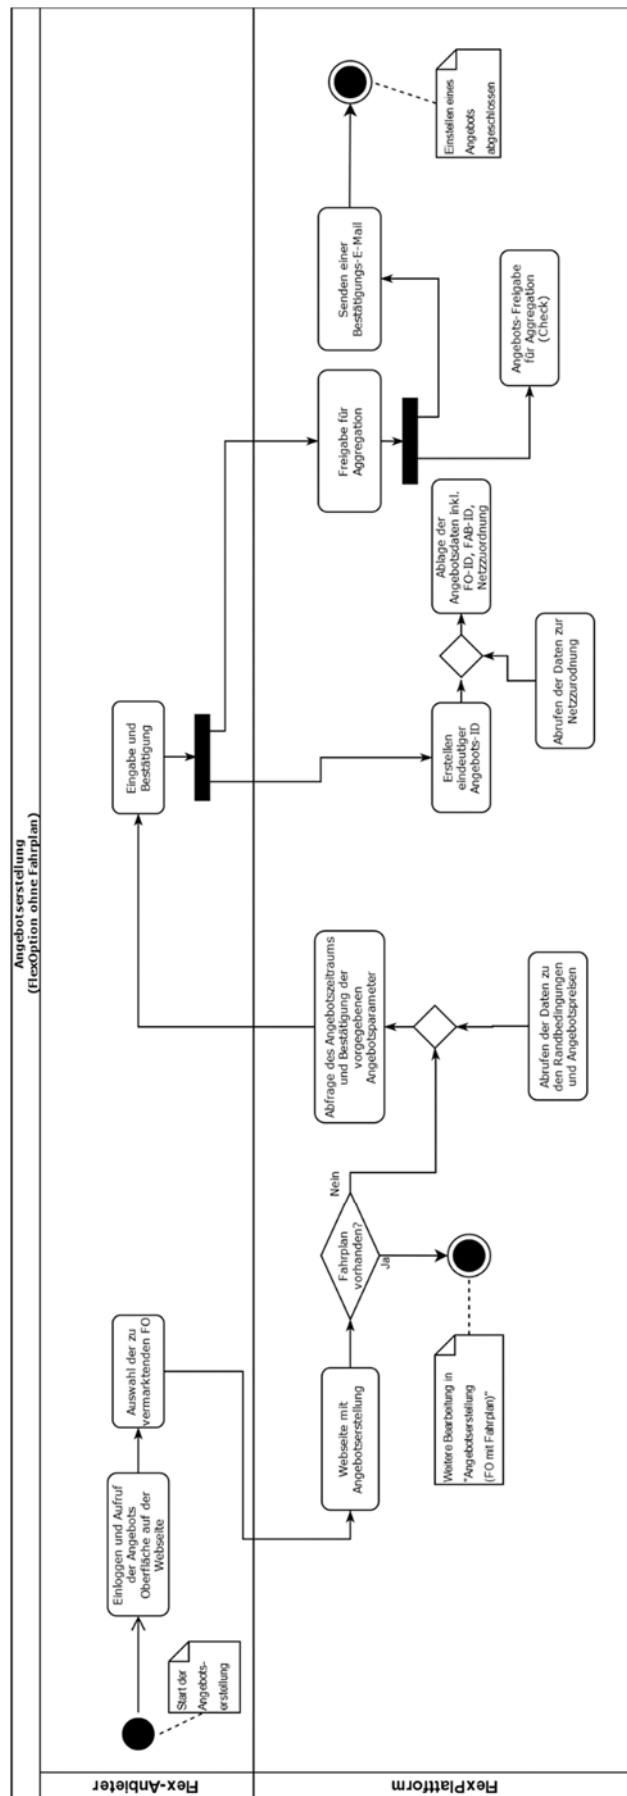 Angebotserstellung
(FlexOption ohne Fahrplan)
Flex-Anbieter
Start der
Angebots-
erstellung
Einloggen und Aufruf
der Angebots
Oberfläche auf der
Webseite
Auswahl der zu
vermarktenden FO
Eingabe und
Bestätigung
FlexPlattform
Webseite mit
Angebotserstellung
Fahrplan
vorhanden?
Nein
Ja
Weitere Bearbeitung in
"Angebotserstellung
(FO mit Fahrplan)"
Abfrage des Angebotszeitraums
und Bestätigung der
vorgegebenen
Angebotsparameter
Abrufen der Daten zu
den Randbedingungen
und Angebotspreisen
Erstellen
eindeutiger
Angebots-ID
Abrufen der Daten zur
Netzzurodnung
Ablage der
Angebotsdaten inkl.
FO-ID, FAB-ID,
Netzzuordnung
Freigabe für
Aggregation
Angebots-Freigabe
für Aggregation
(Check)
Senden einer
Bestätigungs-E-Mail
Einstellen eines
Angebots
abgeschlossen